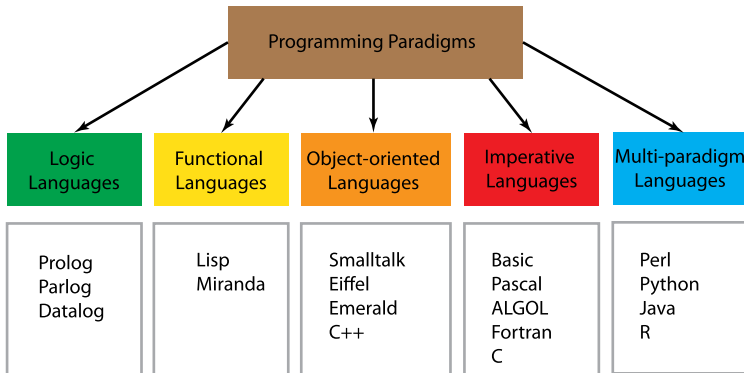 Programming Paradigms
Logic
Languages
Functional
Languages
Object-oriented
Languages
Imperative
Languages
Multi-paradigm
Languages
Prolog
Parlog
Datalog
Lisp
Miranda
Smalltalk
Eiffel
Emerald
C++
Basic
Pascal
ALGOL
Fortran
C
Perl
Python
Java
R